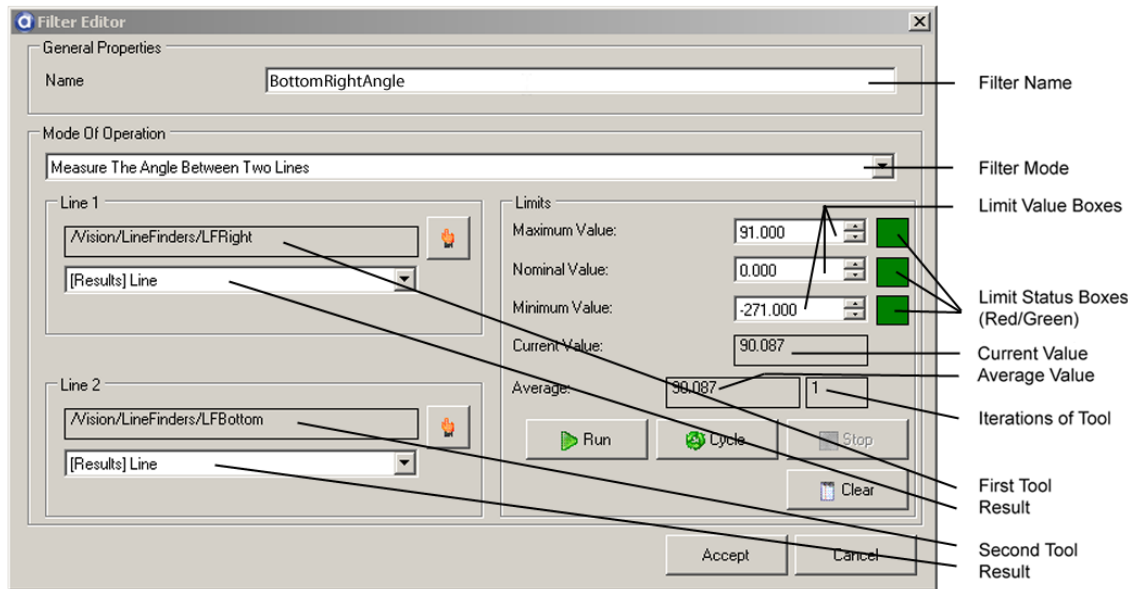 Filter Editor
General Properties
Name
BottomRightAngle
Filter Name
Mode Of Operation
Measure The Angle Between Two Lines
Filter Mode
Line 1
/Vision/LineFinders/LFRight
[Results] Line
Limits
Maximum Value:
91.000
Nominal Value:
0.000
Minimum Value:
-271.000
Current Value:
90.087
Average:
90.087
1
Limit Value Boxes
Limit Status Boxes
(Red/Green)
Current Value
Average Value
Iterations of Tool
Line 2
/Vision/LineFinders/LFBottom
[Results] Line
Run
Cycle
Stop
Clear
First Tool
Result
Second Tool
Result
Accept
Cancel